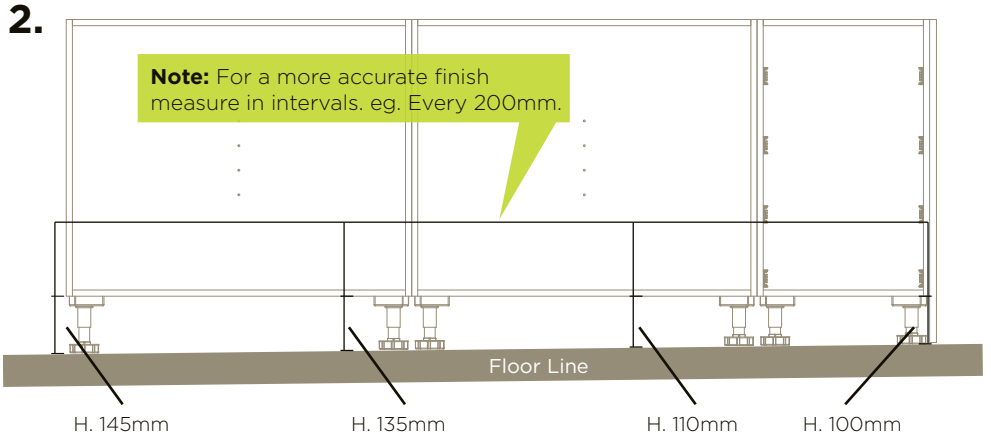 2.
Note: For a more accurate finish
measure in intervals. eg. Every 200mm.
Floor Line
H. 145mm
H. 135mm
H. 110mm
H. 100mm